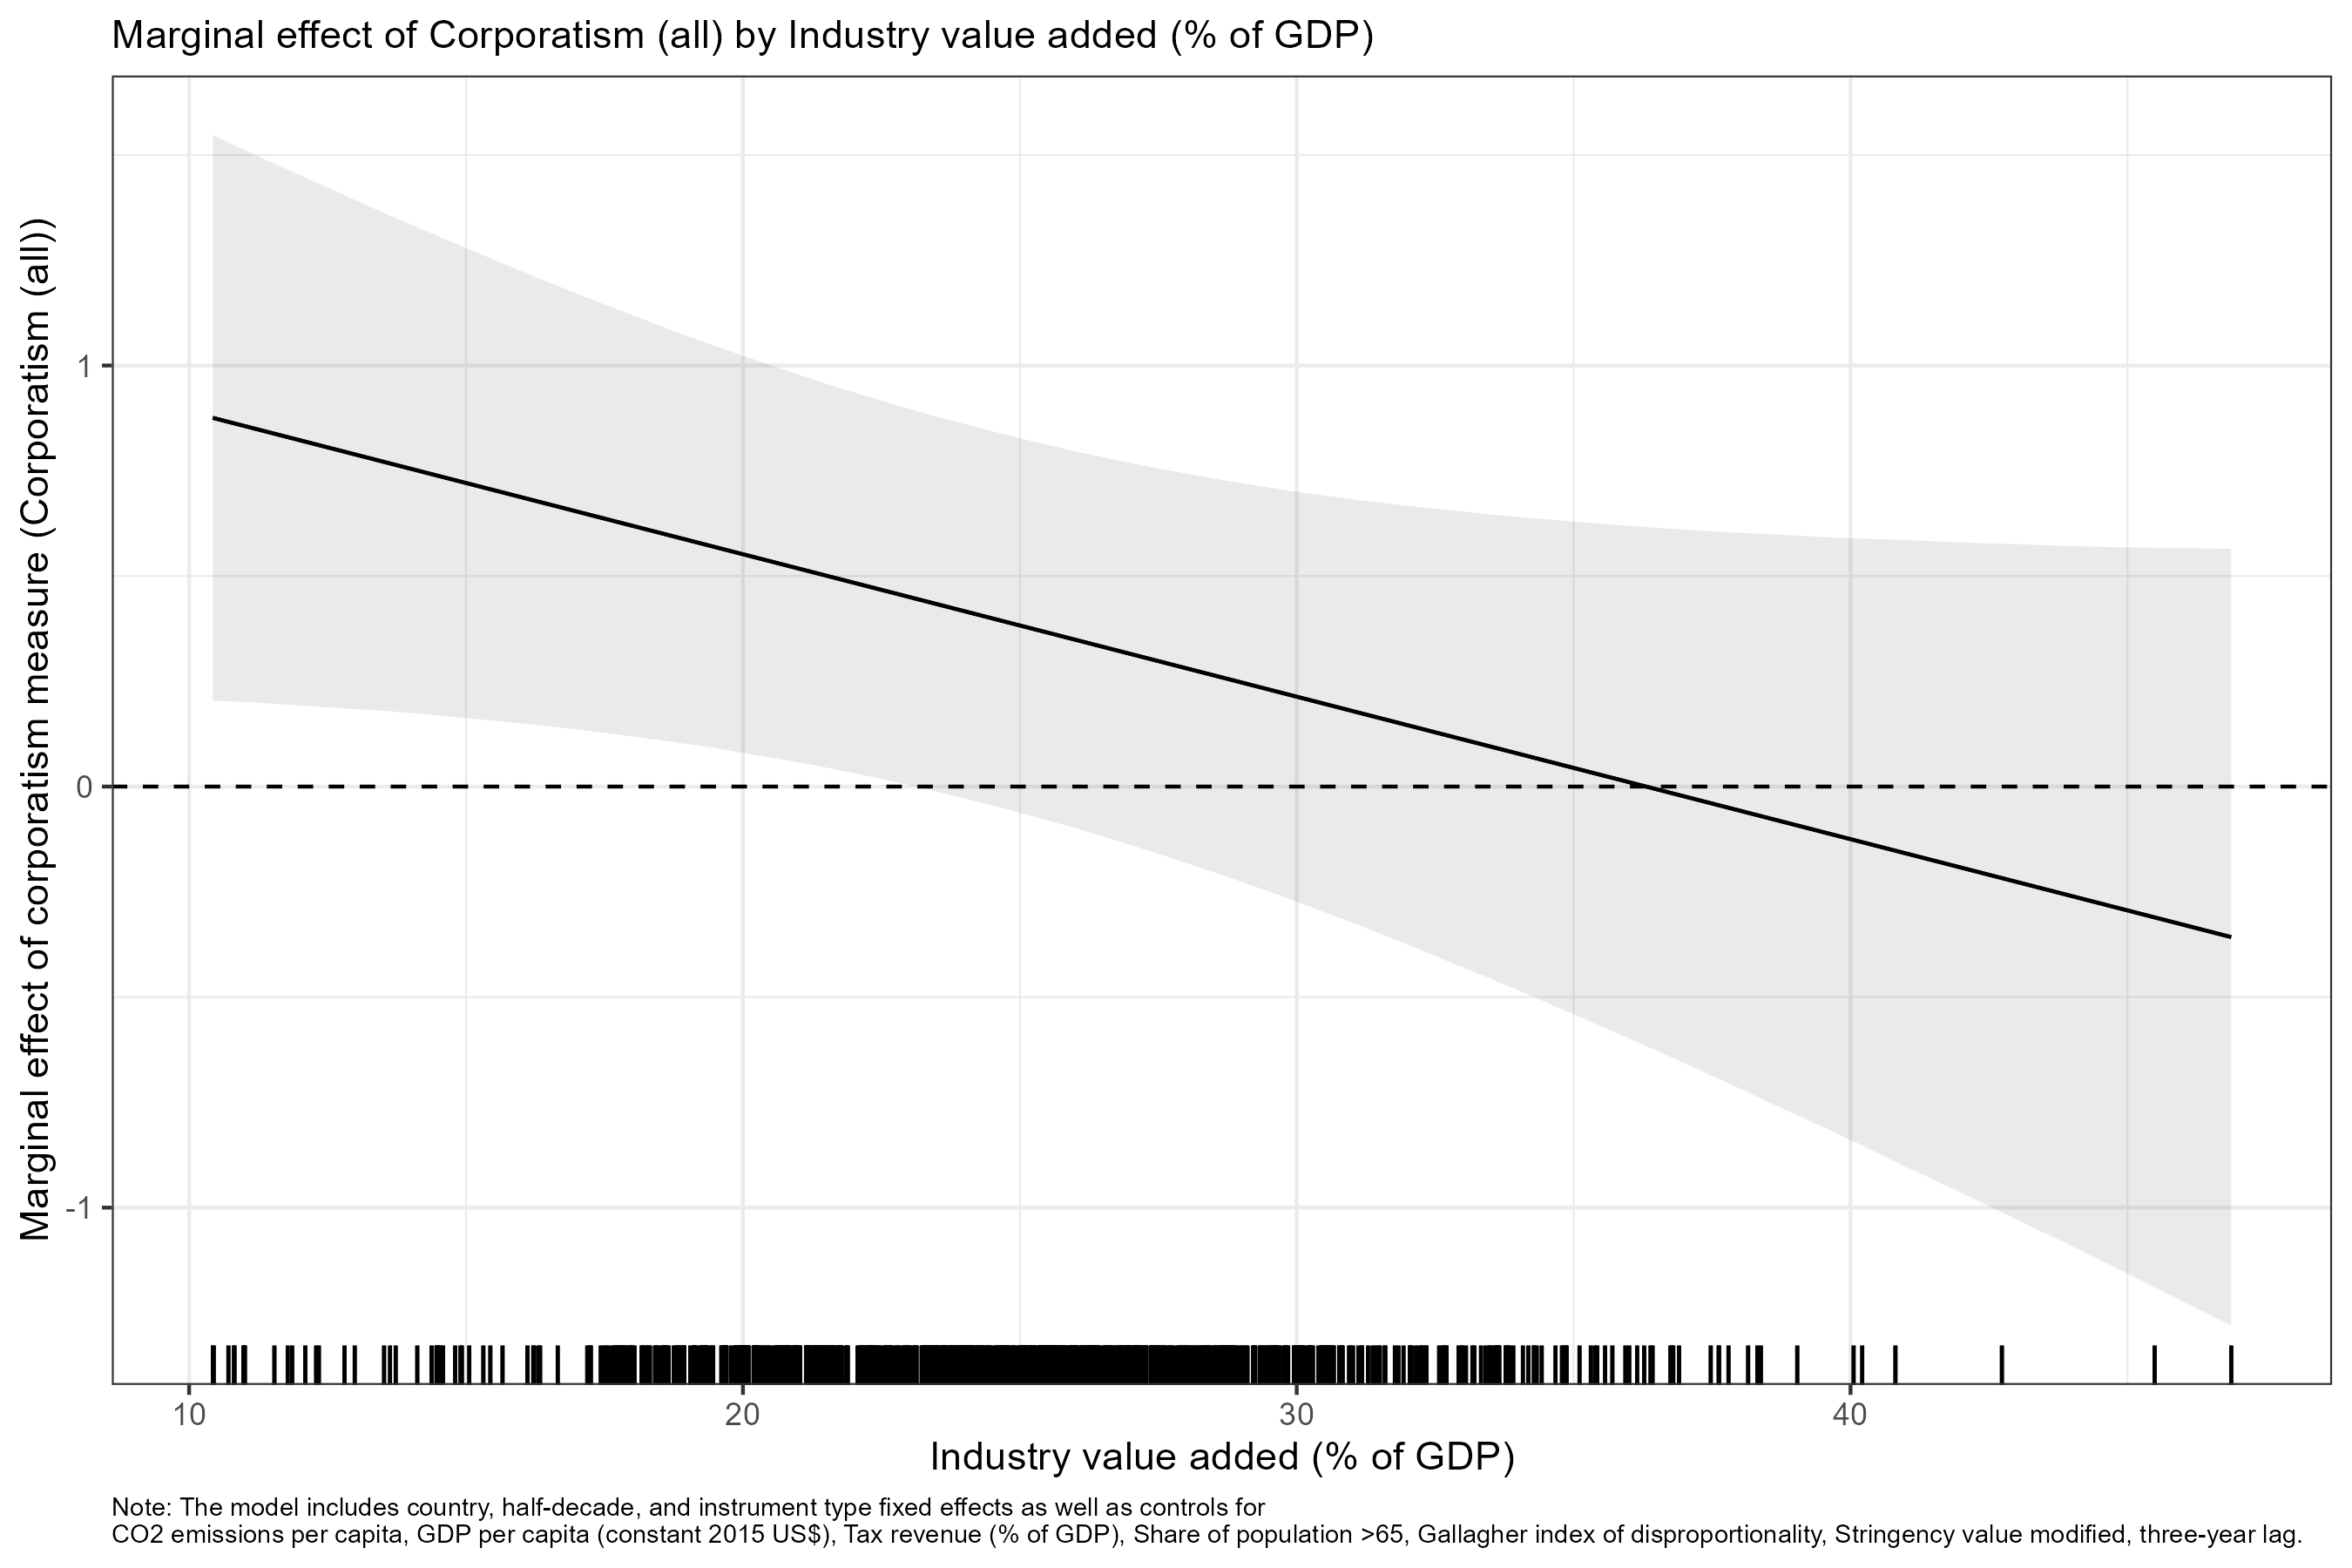 Marginal effect of Corporatism (all) by Industry value added (% of GDP)
Marginal effect of corporatism measure (Corporatism (all))
1
0
-1
10
20
30
40
Industry value added (% of GDP)
Note: The model includes country, half-decade, and instrument type fixed effects as well as controls for
CO2 emissions per capita, GDP per capita (constant 2015 US$), Tax revenue (% of GDP), Share of population >65, Gallagher index of disproportionality, Stringency value modified, three-year lag.